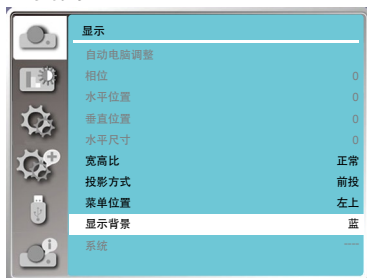 显示
自动电脑调整
相位 0
水平位置 0
垂直位置 0
水平尺寸 0
宽高比 正常
投影方式 前投
菜单位置 左上
显示背景 蓝
系统 ----